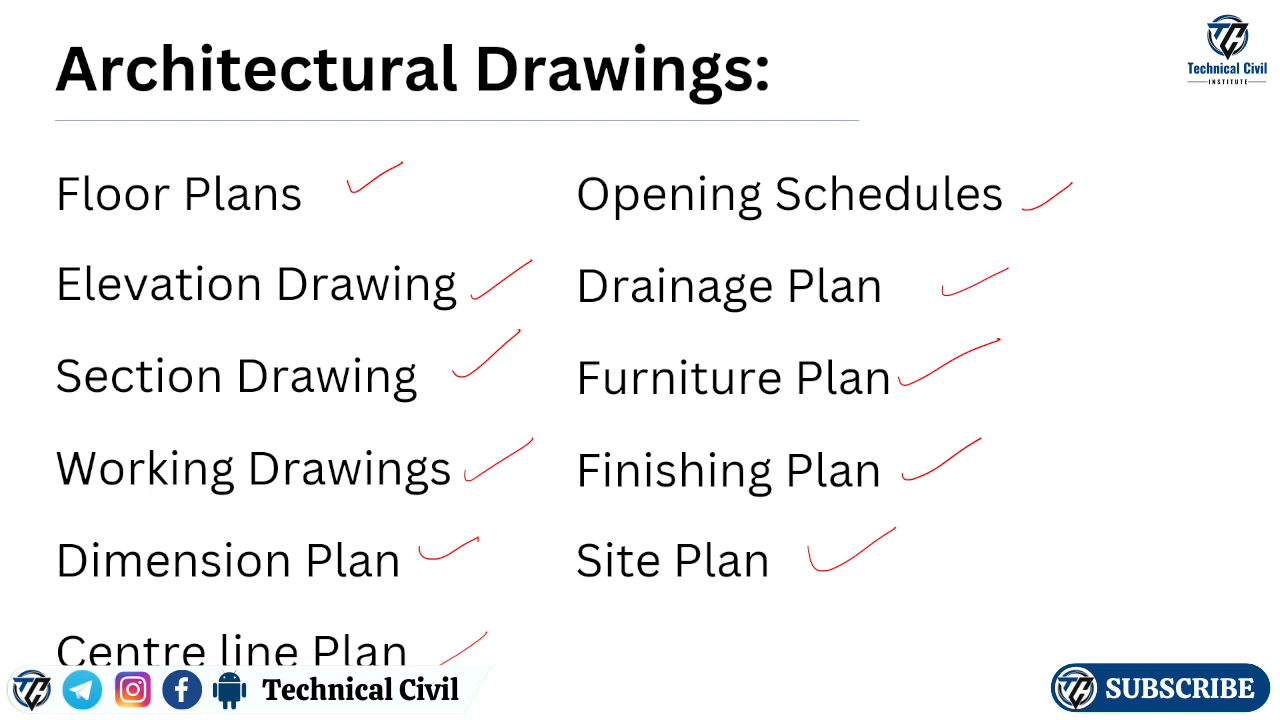 Architectural Drawings:
Technical Civil
INSTITUTE
Floor Plans
Elevation Drawing
Section Drawing
Working Drawings
Dimension Plan
Centre line Plan
Opening Schedules
Drainage Plan
Furniture Plan
Finishing Plan
Site Plan
Technical Civil
SUBSCRIBE